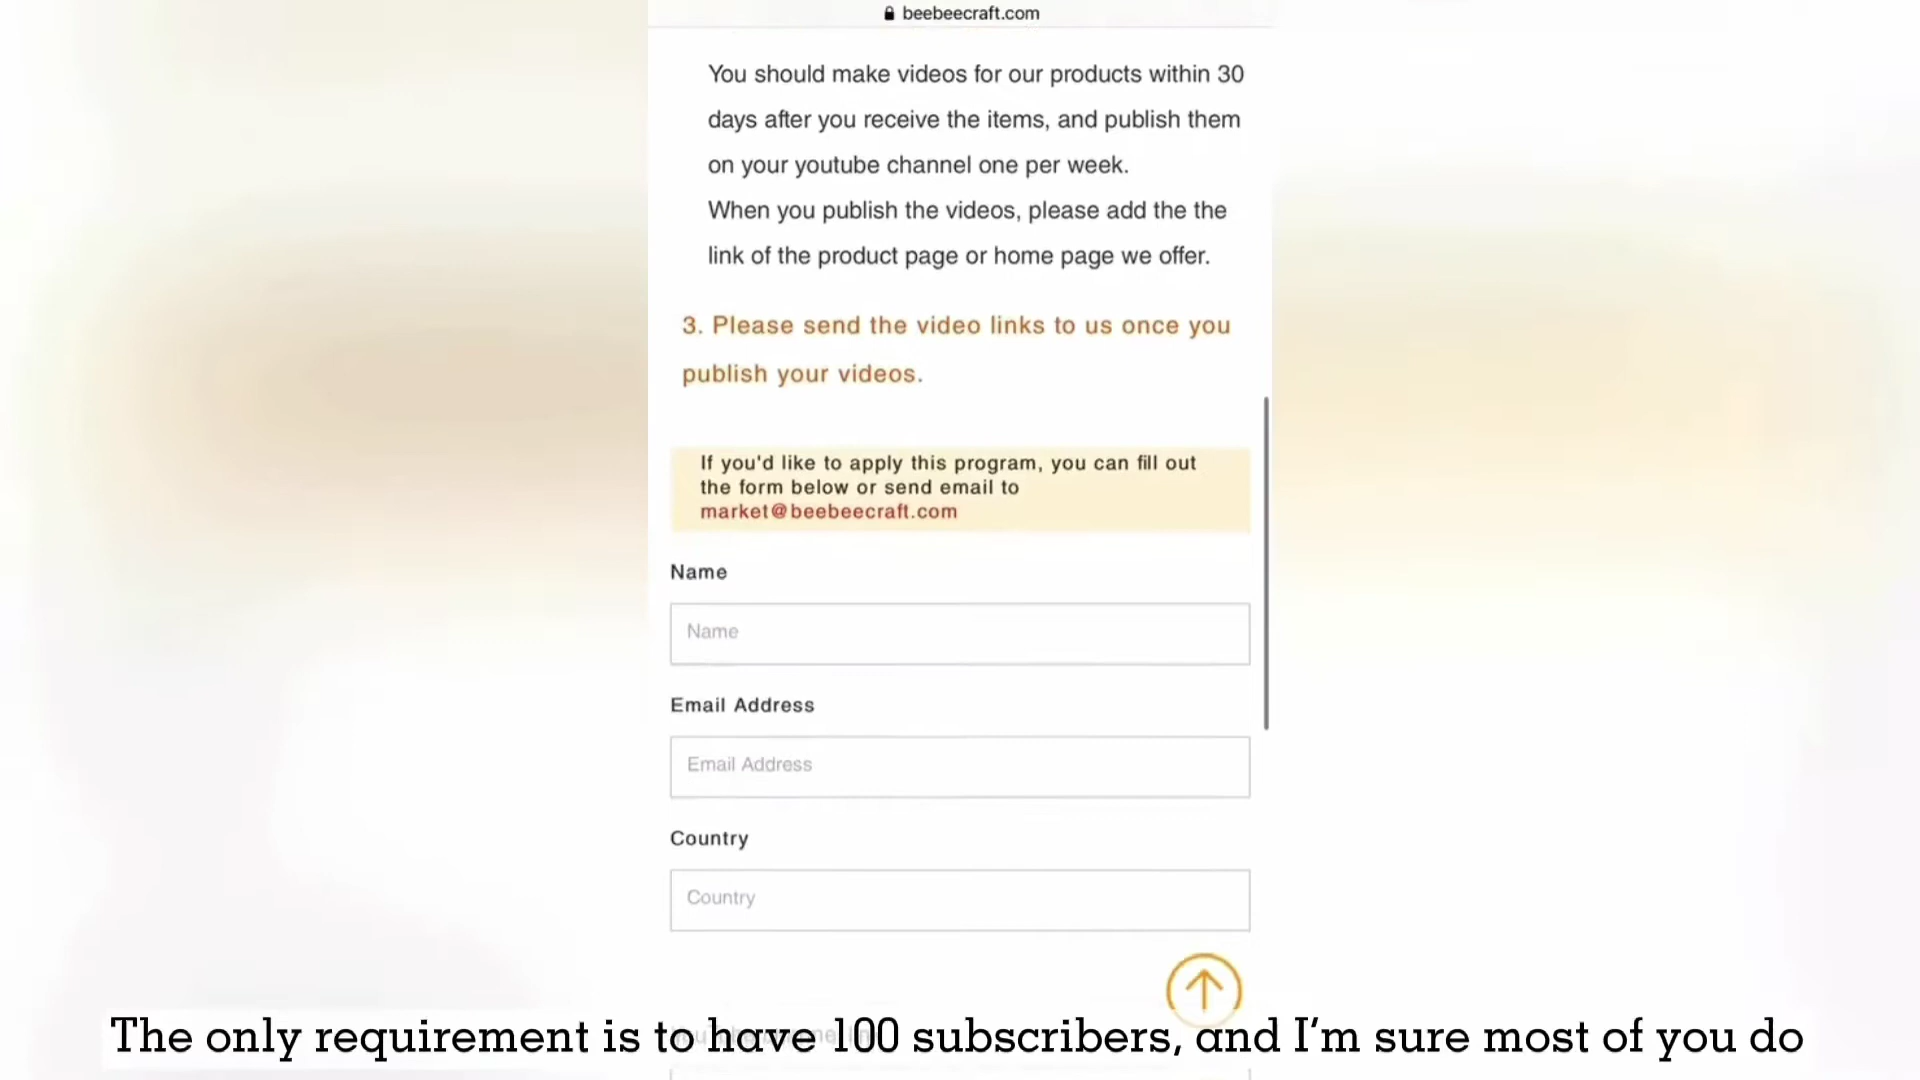 beebeecraft.com
You should make videos for our products within 30
days after you receive the items, and publish them
on your youtube channel one per week.
When you publish the videos, please add the the
link of the product page or home page we offer.
3. Please send the video links to us once you
publish your videos.
If you'd like to apply this program, you can fill out
the form below or send email to
market@beebeecraft.com
Name
Name
Email Address
Email Address
Country
Country
The only requirement is to have 100 subscribers, and I'm sure most of you do